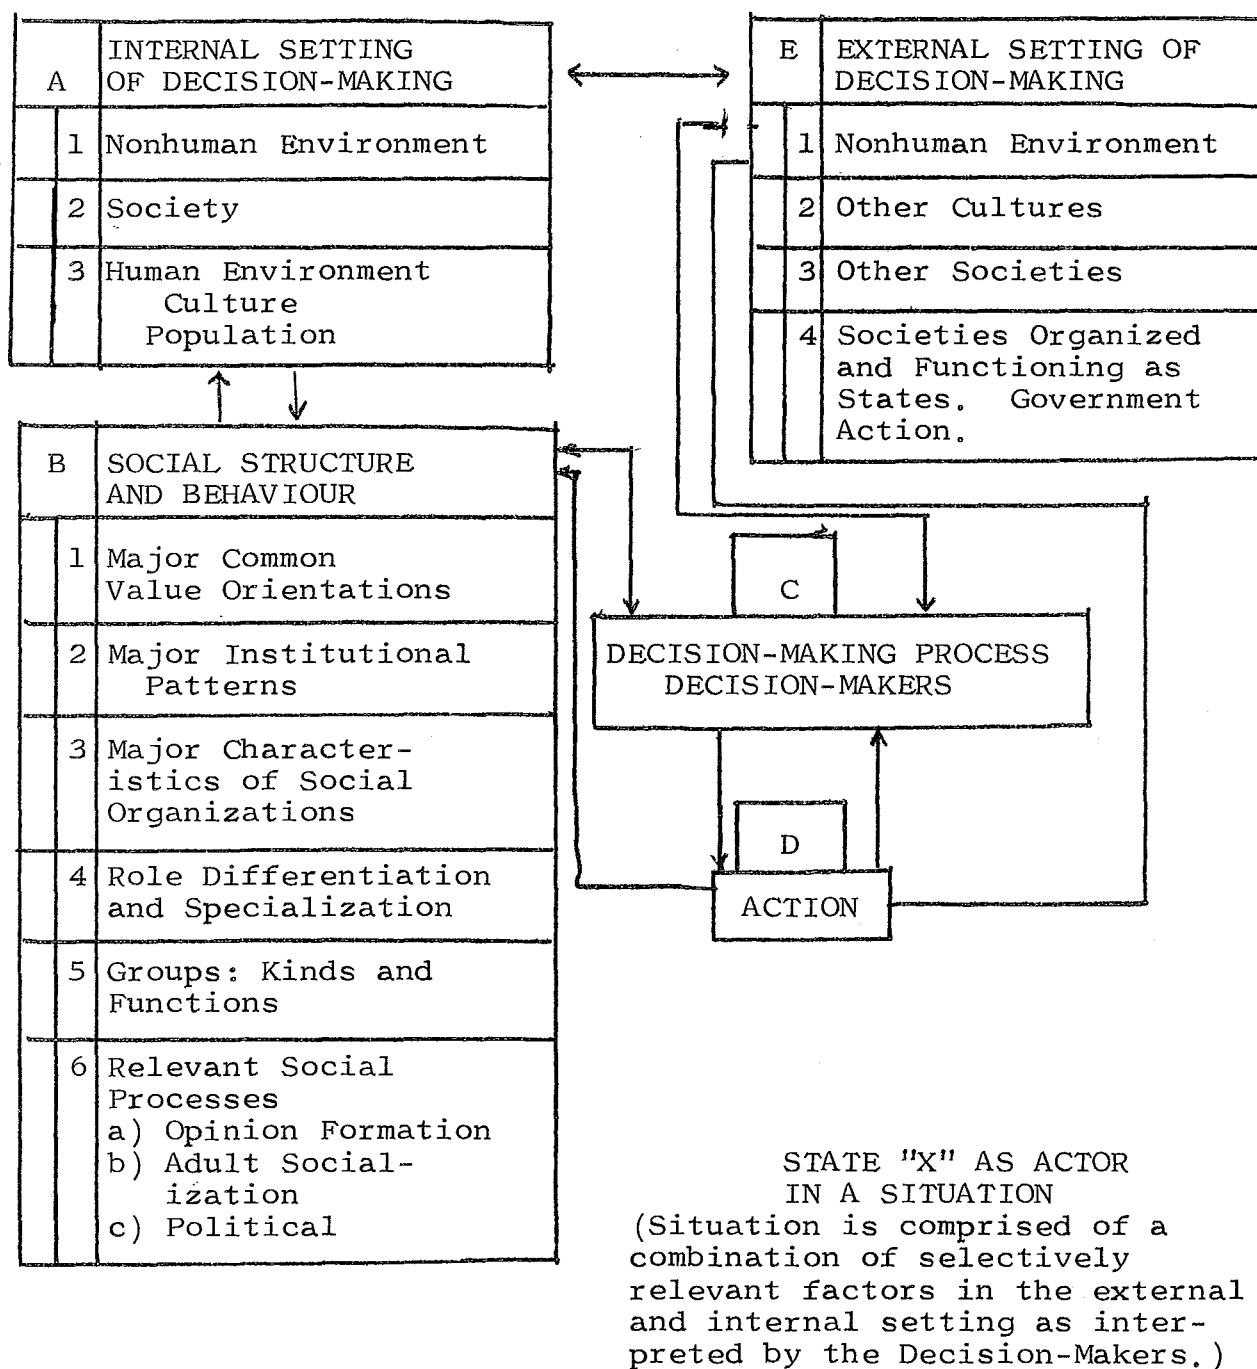 A
INTERNAL SETTING
OF DECISION-MAKING
1 Nonhuman Environment
2 Society
3 Human Environment
Culture
Population
E
EXTERNAL SETTING OF
DECISION-MAKING
1 Nonhuman Environment
2 Other Cultures
3 Other Societies
4 Societies Organized
and Functioning as
States. Government
Action.
B
SOCIAL STRUCTURE
AND BEHAVIOUR
1 Major Common
Value Orientations
2 Major Institutional
Patterns
3 Major Character-
istics of Social
Organizations
4 Role Differentiation
and Specialization
5 Groups: Kinds and
Functions
6 Relevant Social
Processes
a) Opinion Formation
b) Adult Social-
ization
c) Political
C
DECISION-MAKING PROCESS
DECISION-MAKERS
D
ACTION
STATE "X" AS ACTOR
IN A SITUATION
(Situation is comprised of a
combination of selectively
relevant factors in the external
and internal setting as inter-
preted by the Decision-Makers.)